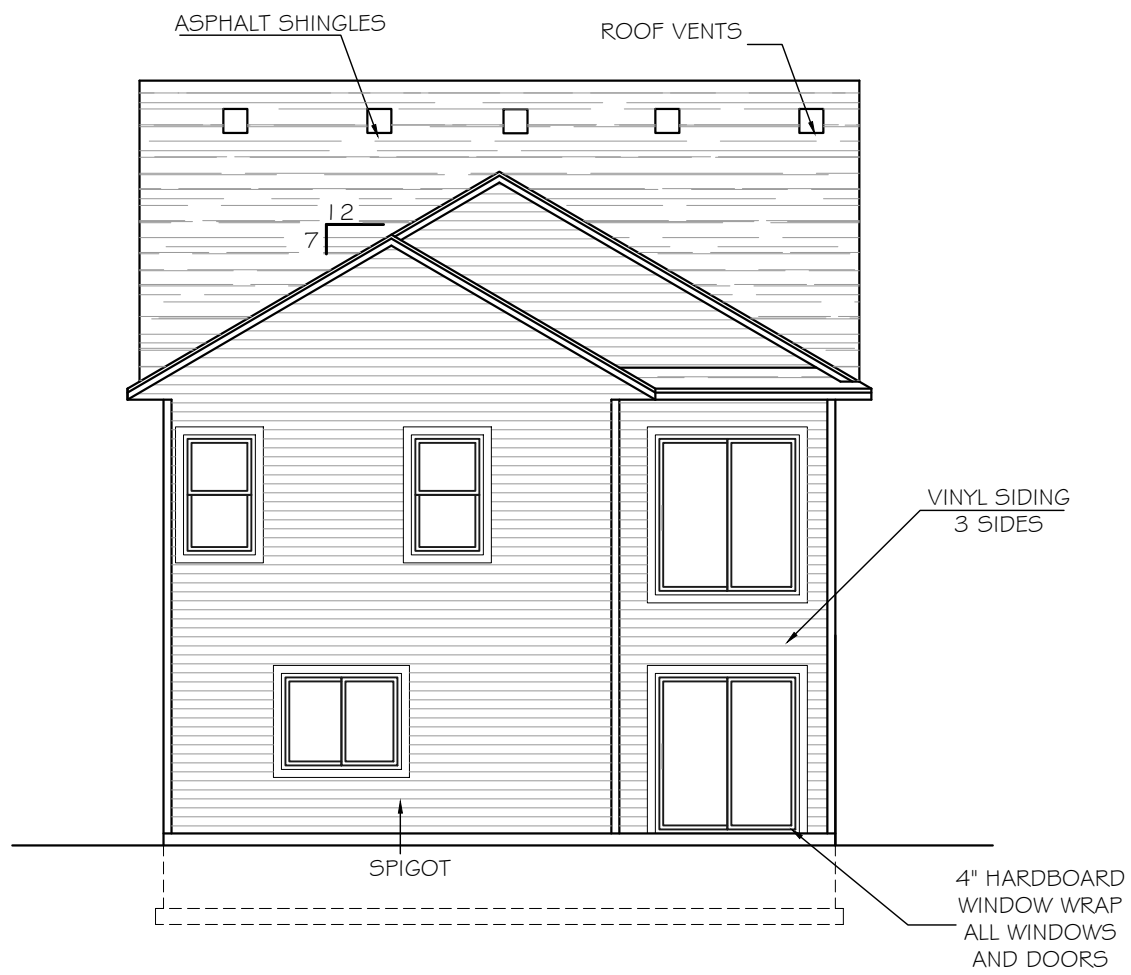 ASPHALT SHINGLES
ROOF VENTS
12
7
VINYL SIDING
3 SIDES
SPIGOT
4" HARDBOARD
WINDOW WRAP
ALL WINDOWS
AND DOORS